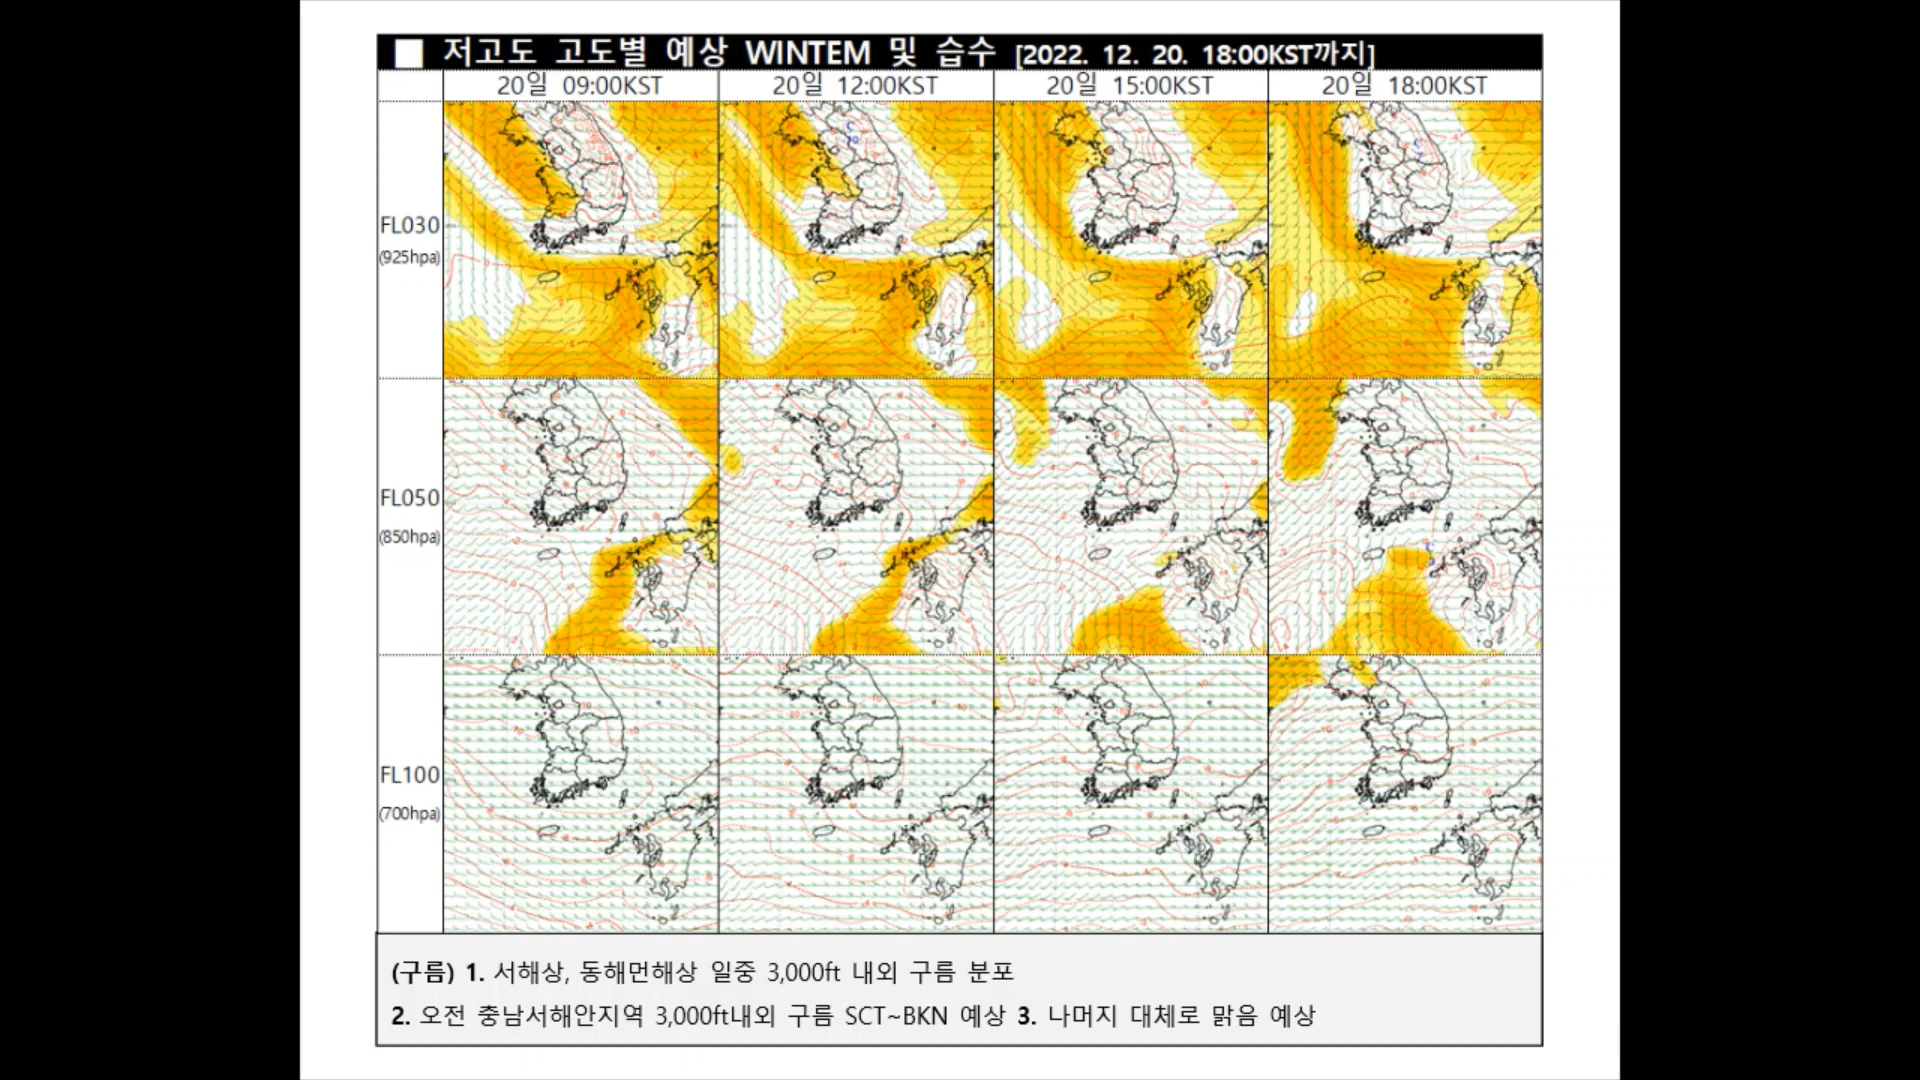 ■ 저고도 고도별 예상 WINTEM 및 습수 [2022. 12. 20. 18:00KST까지]
20일 09:00KST 20일 12:00KST 20일 15:00KST 20일 18:00KST
FL030
(925hpa)
FL050
(850hpa)
FL100
(700hpa)
(구름) 1. 서해상, 동해먼해상 일중 3,000ft 내외 구름 분포
2. 오전 충남서해안지역 3,000ft내외 구름 SCT~BKN 예상 3. 나머지 대체로 맑음 예상